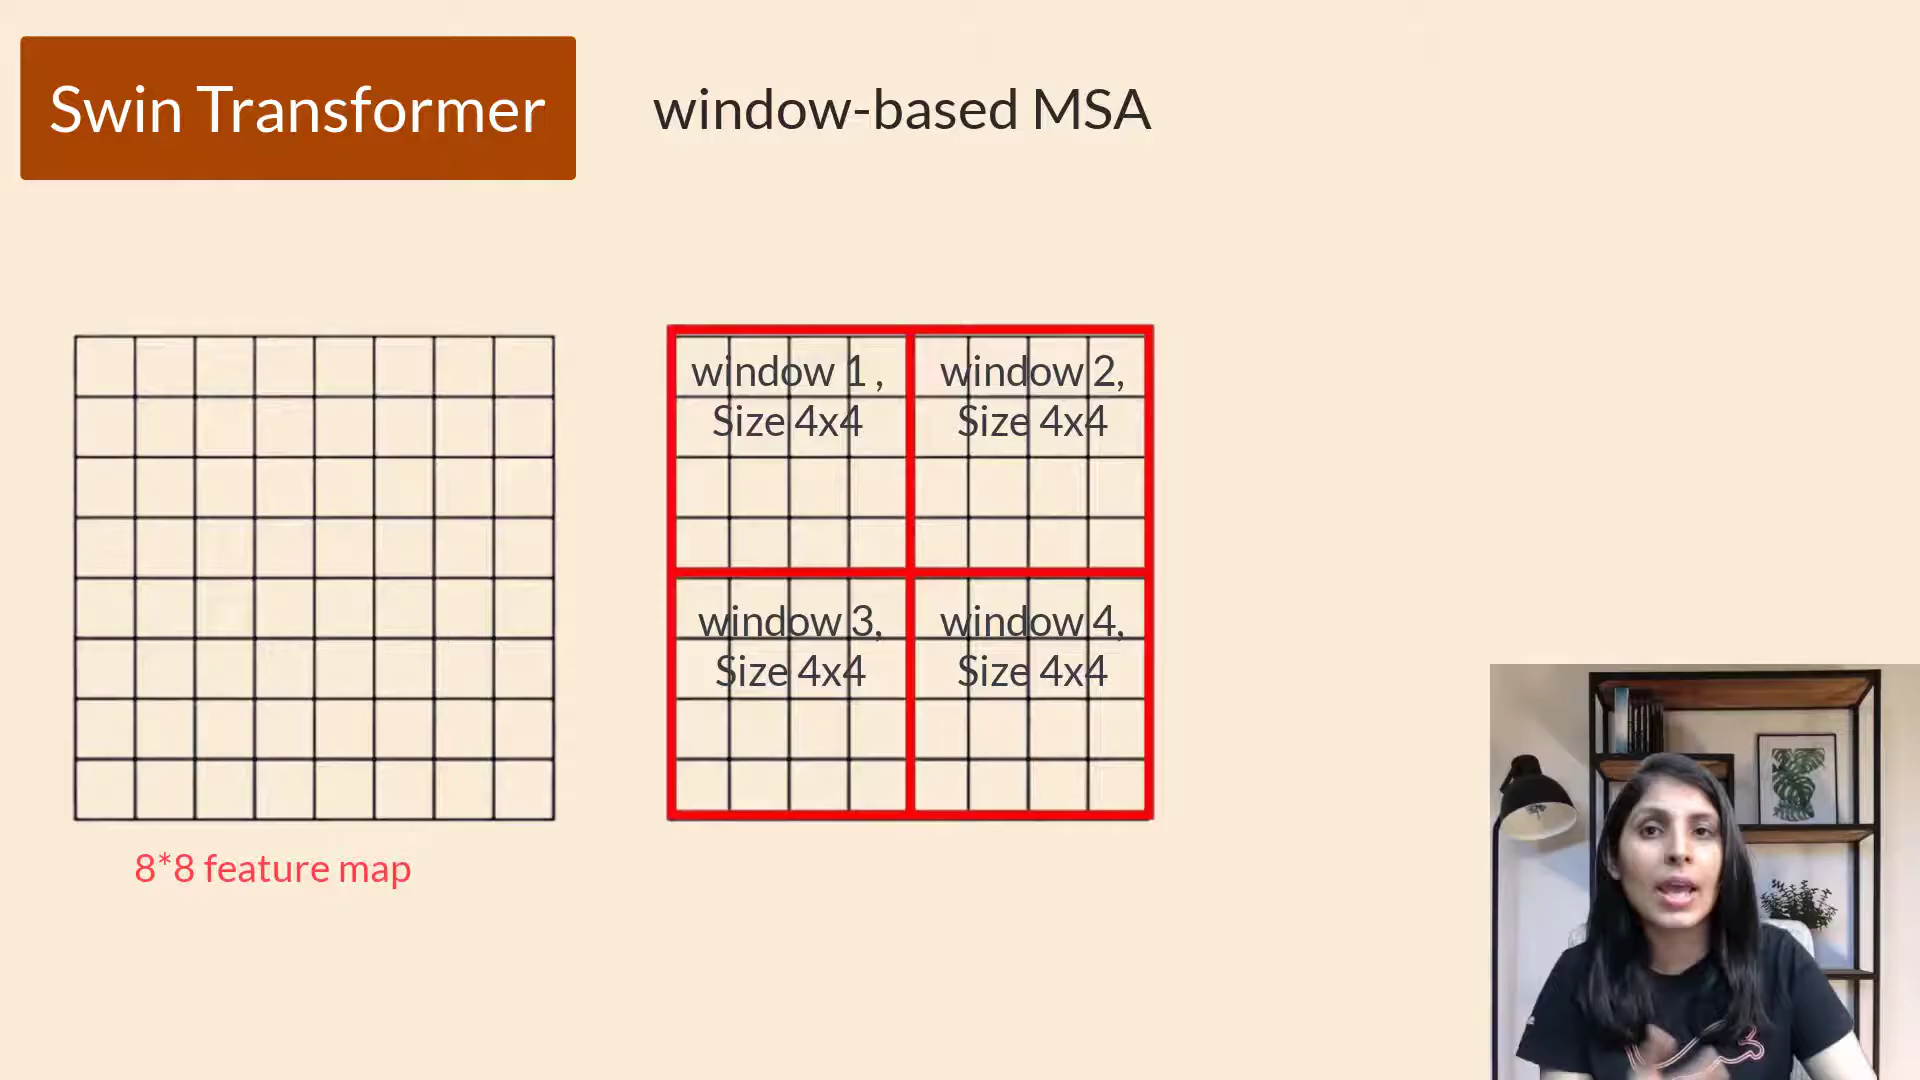 Swin Transformer
window-based MSA
window 1 ,
Size 4x4
window 2,
Size 4x4
window 3,
Size 4x4
window 4,
Size 4x4
8*8 feature map